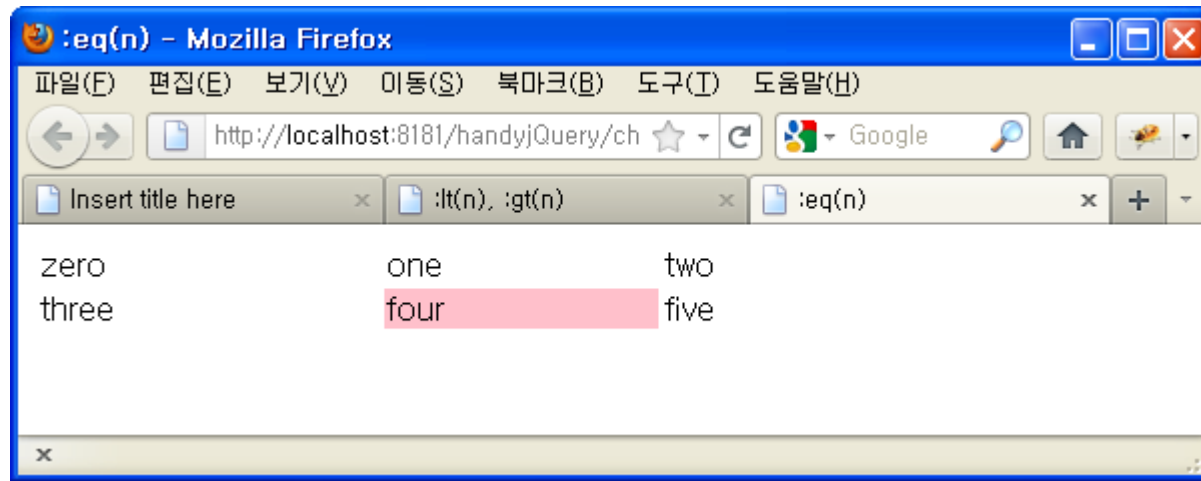 :eq(n) - Mozilla Firefox
파일(F) 편집(E) 보기(V) 이동(S) 북마크(B) 도구(T) 도움말(H)
http://localhost:8181/handyjQuery/ch Google
Insert title here :lt(n), :gt(n) :eq(n)
zero one two
three four five